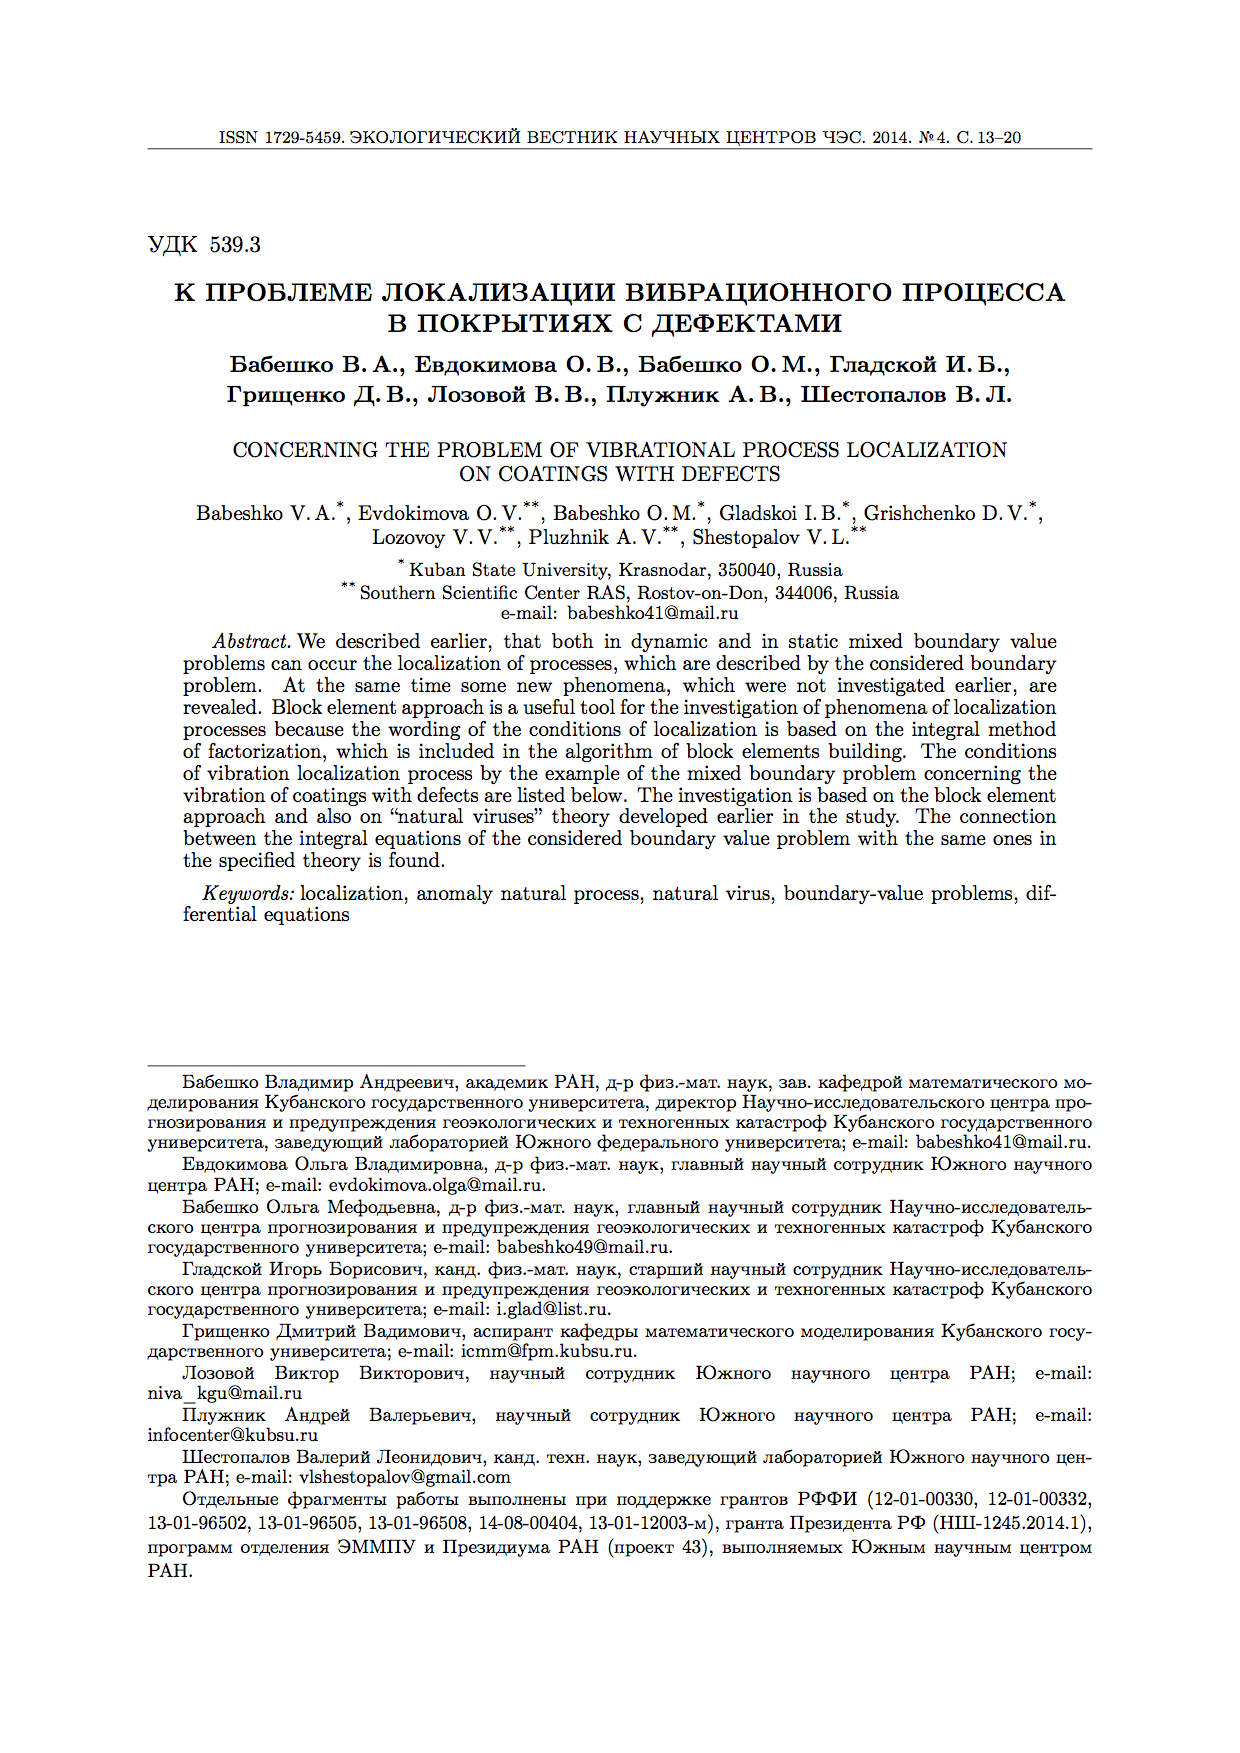 ISSN 1729-5459. ЭКОЛОГИЧЕСКИЙ ВЕСТНИК НАУЧНЫХ ЦЕНТРОВ ЧЭС. 2014. №4. С. 13–20
УДК 539.3
К ПРОБЛЕМЕ ЛОКАЛИЗАЦИИ ВИБРАЦИОННОГО ПРОЦЕССА
В ПОКРЫТИЯХ С ДЕФЕКТАМИ
Бабешко В. А., Евдокимова О. В., Бабешко О. М., Гладской И. Б.,
Грищенко Д. В., Лозовой В. В., Плужник А. В., Шестопалов В. Л.
CONCERNING THE PROBLEM OF VIBRATIONAL PROCESS LOCALIZATION
ON COATINGS WITH DEFECTS
Babeshko V. A.*, Evdokimova O. V.**, Babeshko O. M.*, Gladskoi I. B.*, Grishchenko D. V.*,
Lozovoy V. V.**, Pluzhnik A. V.**, Shestopalov V. L.**
* Kuban State University, Krasnodar, 350040, Russia
** Southern Scientific Center RAS, Rostov-on-Don, 344006, Russia
e-mail: babeshko41@mail.ru
Abstract. We described earlier, that both in dynamic and in static mixed boundary value
problems can occur the localization of processes, which are described by the considered boundary
problem. At the same time some new phenomena, which were not investigated earlier, are
revealed. Block element approach is a useful tool for the investigation of phenomena of localization
processes because the wording of the conditions of localization is based on the integral method
of factorization, which is included in the algorithm of block elements building. The conditions
of vibration localization process by the example of the mixed boundary problem concerning the
vibration of coatings with defects are listed below. The investigation is based on the block element
approach and also on “natural viruses” theory developed earlier in the study. The connection
between the integral equations of the considered boundary value problem with the same ones in
the specified theory is found.
Keywords: localization, anomaly natural process, natural virus, boundary-value problems, dif-
ferential equations
Бабешко Владимир Андреевич, академик РАН, д-р физ.-мат. наук, зав. кафедрой математического мо-
делирования Кубанского государственного университета, директор Научно-исследовательского центра про-
гнозирования и предупреждения геоэкологических и техногенных катастроф Кубанского государственного
университета, заведующий лабораторией Южного федерального университета; e-mail: babeshko41@mail.ru.
Евдокимова Ольга Владимировна, д-р физ.-мат. наук, главный научный сотрудник Южного научного
центра РАН; e-mail: evdokimova.olga@mail.ru.
Бабешко Ольга Мефодьевна, д-р физ.-мат. наук, главный научный сотрудник Научно-исследователь-
ского центра прогнозирования и предупреждения геоэкологических и техногенных катастроф Кубанского
государственного университета; e-mail: babeshko49@mail.ru.
Гладской Игорь Борисович, канд. физ.-мат. наук, старший научный сотрудник Научно-исследователь-
ского центра прогнозирования и предупреждения геоэкологических и техногенных катастроф Кубанского
государственного университета; e-mail: i.glad@list.ru.
Грищенко Дмитрий Вадимович, аспирант кафедры математического моделирования Кубанского госу-
дарственного университета; e-mail: icmm@fpm.kubsu.ru.
Лозовой Виктор Викторович, научный сотрудник Южного научного центра РАН; e-mail:
niva_kgu@mail.ru
Плужник Андрей Валерьевич, научный сотрудник Южного научного центра РАН; e-mail:
infocenter@kubsu.ru
Шестопалов Валерий Леонидович, канд. техн. наук, заведующий лабораторией Южного научного цен-
тра РАН; e-mail: vlshestopalov@gmail.com
Отдельные фрагменты работы выполнены при поддержке грантов РФФИ (12-01-00330, 12-01-00332,
13-01-96502, 13-01-96505, 13-01-96508, 14-08-00404, 13-01-12003-м), гранта Президента РФ (НШ-1245.2014.1),
программ отделения ЭММПУ и Президиума РАН (проект 43), выполняемых Южным научным центром
РАН.